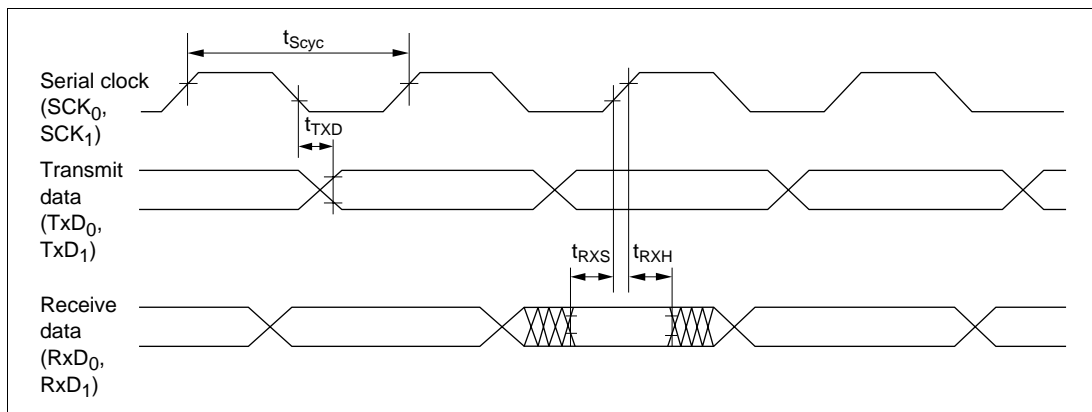 tScyc
Serial clock
(SCK0,
SCK1)
tTXD
Transmit
data
(TxD0,
TxD1)
tRXS
tRXH
Receive
data
(RxD0,
RxD1)